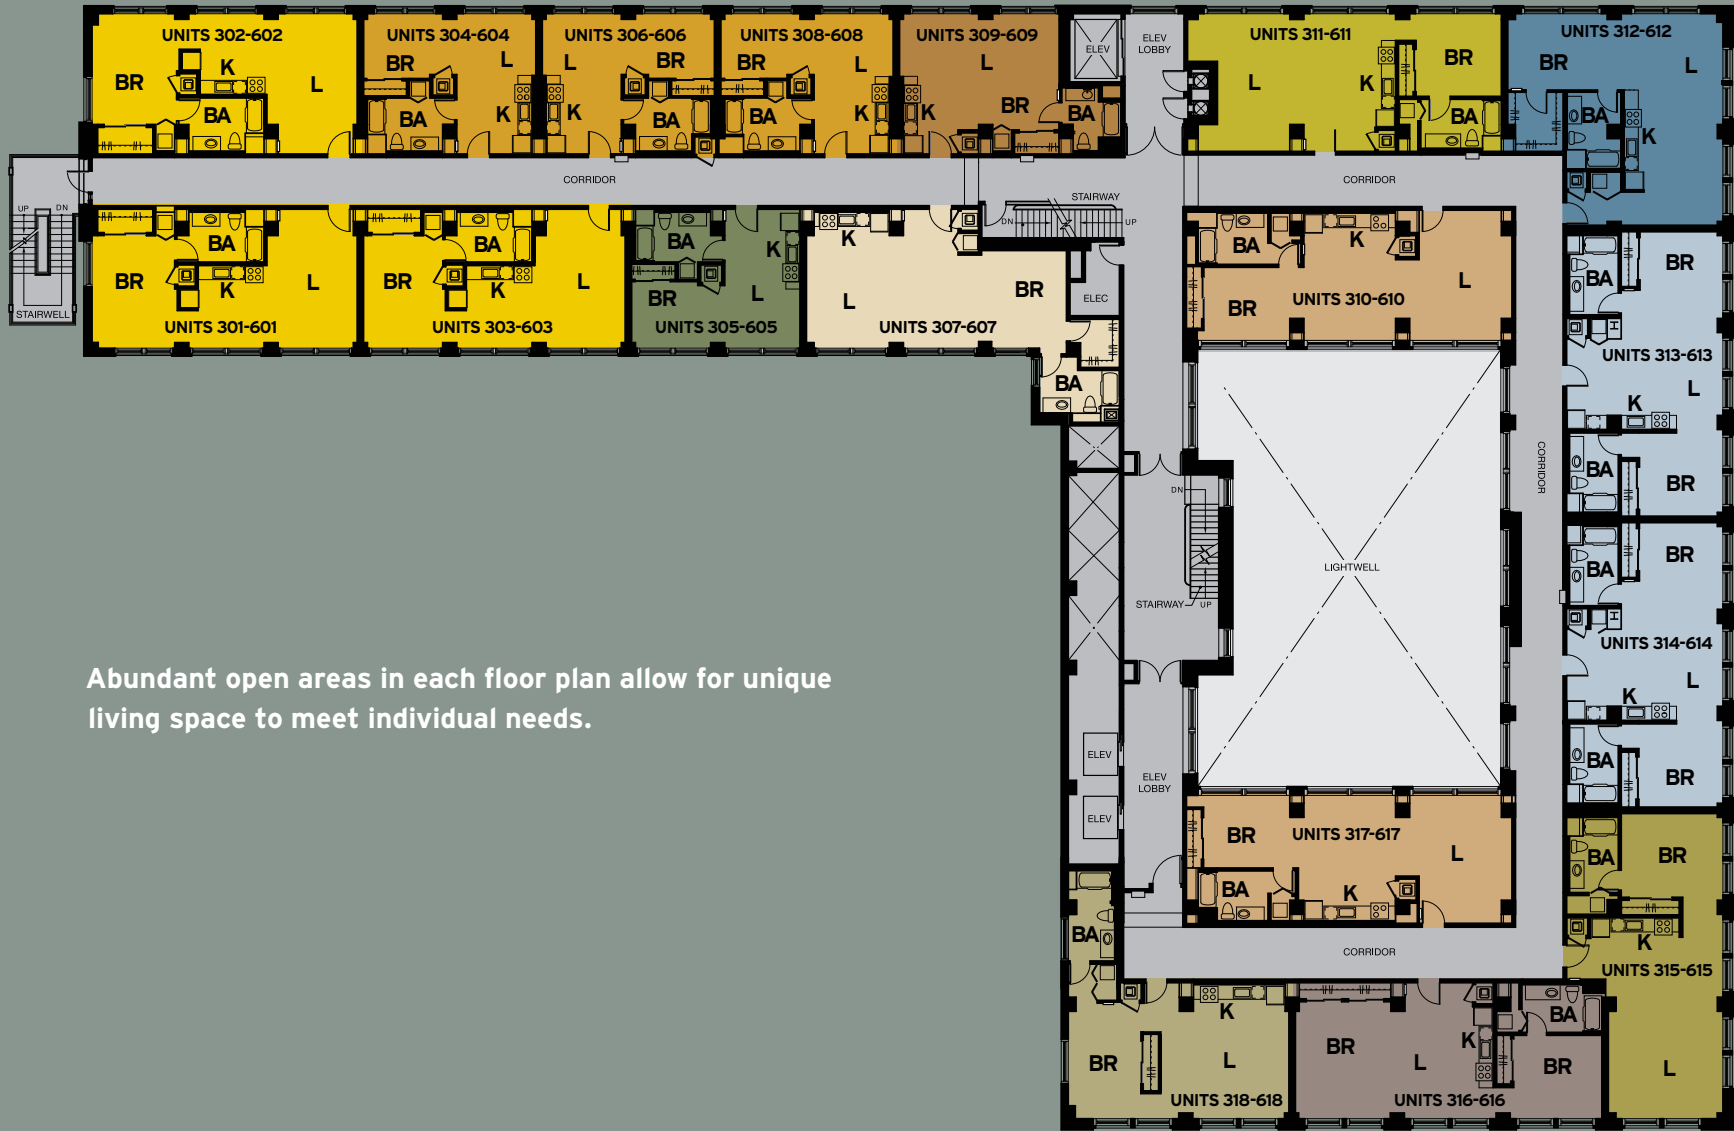 UNITS 302-602
BR
K
L
BA
UNITS 304-604
BR
L
BA
K
UNITS 306-606
L
BR
K
BA
UNITS 308-608
BR
L
BA
K
UNITS 309-609
L
BR
K
BA
ELEV
ELEV
LOBBY
UNITS 311-611
L
K
BR
BA
UNITS 312-612
BR
L
BA
K
CORRIDOR
STAIRWAY
DN
UP
CORRIDOR
UP
DN
STAIRWELL
BA
BR
K
L
UNITS 301-601
BA
BR
K
L
UNITS 303-603
BA
K
BR
L
UNITS 305-605
K
L
BR
UNITS 307-607
BA
ELEC
BA
K
L
BR
UNITS 310-610
BR
BA
H
UNITS 313-613
L
K
BA
BR
CORRIDOR
DN
STAIRWAY
UP
LIGHTWELL
BR
BA
H
UNITS 314-614
L
K
BA
BR
Abundant open areas in each floor plan allow for unique
living space to meet individual needs.
ELEV
ELEV
LOBBY
ELEV
BR
UNITS 317-617
L
BA
K
BA
BR
K
UNITS 315-615
L
CORRIDOR
BA
K
BR
L
UNITS 318-618
BR
L
K
BA
BR
UNITS 316-616